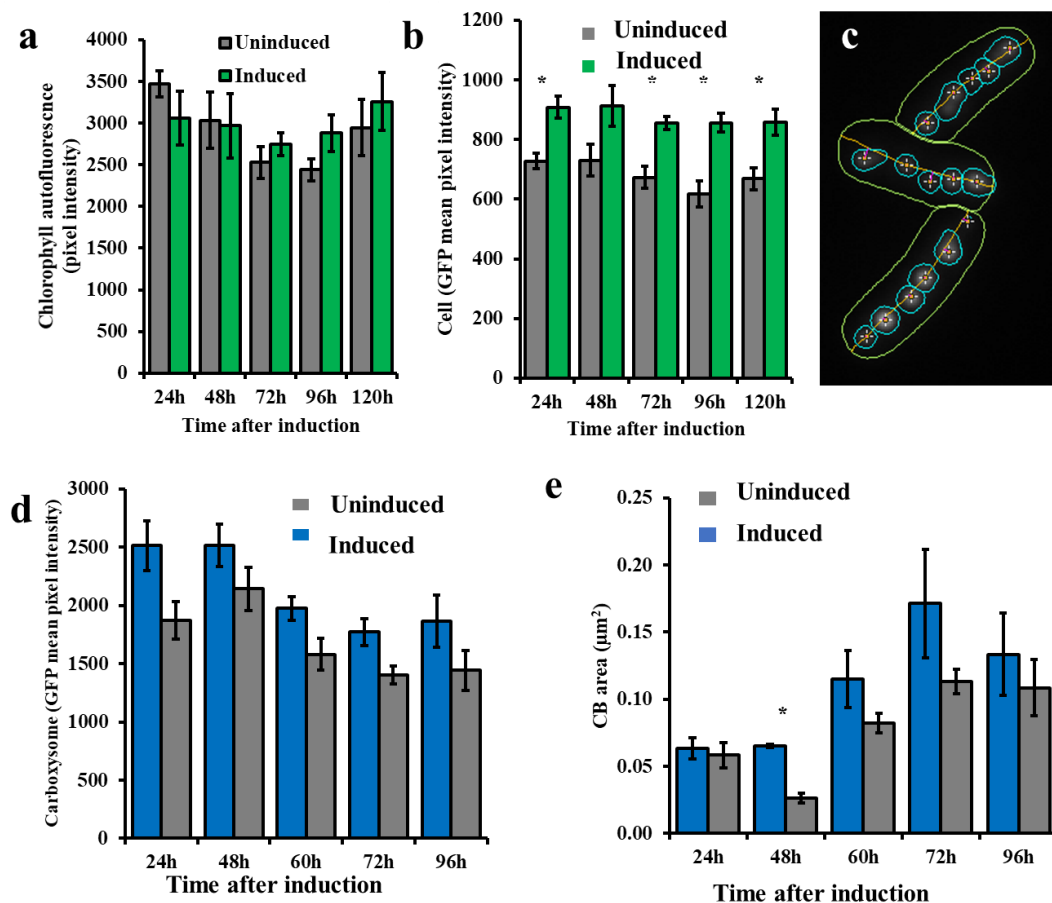 a
Chlorophyll autofluorescence
(pixel intensity)
4000
3500
3000
2500
2000
1500
1000
500
0
Uninduced
Induced
24h 48h 72h 96h 120h
Time after induction
b
Cell (GFP mean pixel intensity)
1200
1000
800
600
400
200
0
Uninduced
Induced
* * * *
24h 48h 72h 96h 120h
Time after induction
c
d
Carboxysome (GFP mean pixel intensity)
3000
2500
2000
1500
1000
500
0
Uninduced
Induced
24h 48h 60h 72h 96h
Time after induction
e
CB area (µm²)
0.25
0.20
0.15
0.10
0.05
0.00
Uninduced
Induced
*
24h 48h 60h 72h 96h
Time after induction